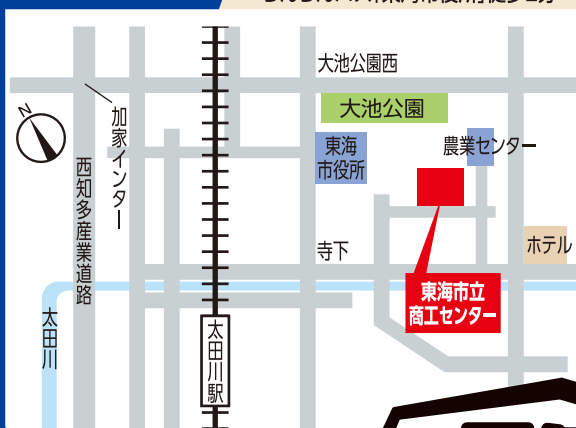 大池公園西
N
加家インター
大池公園
東海
市役所
農業センター
西知多産業道路
寺下
ホテル
東海市立
商工センター
太田川
太田川駅